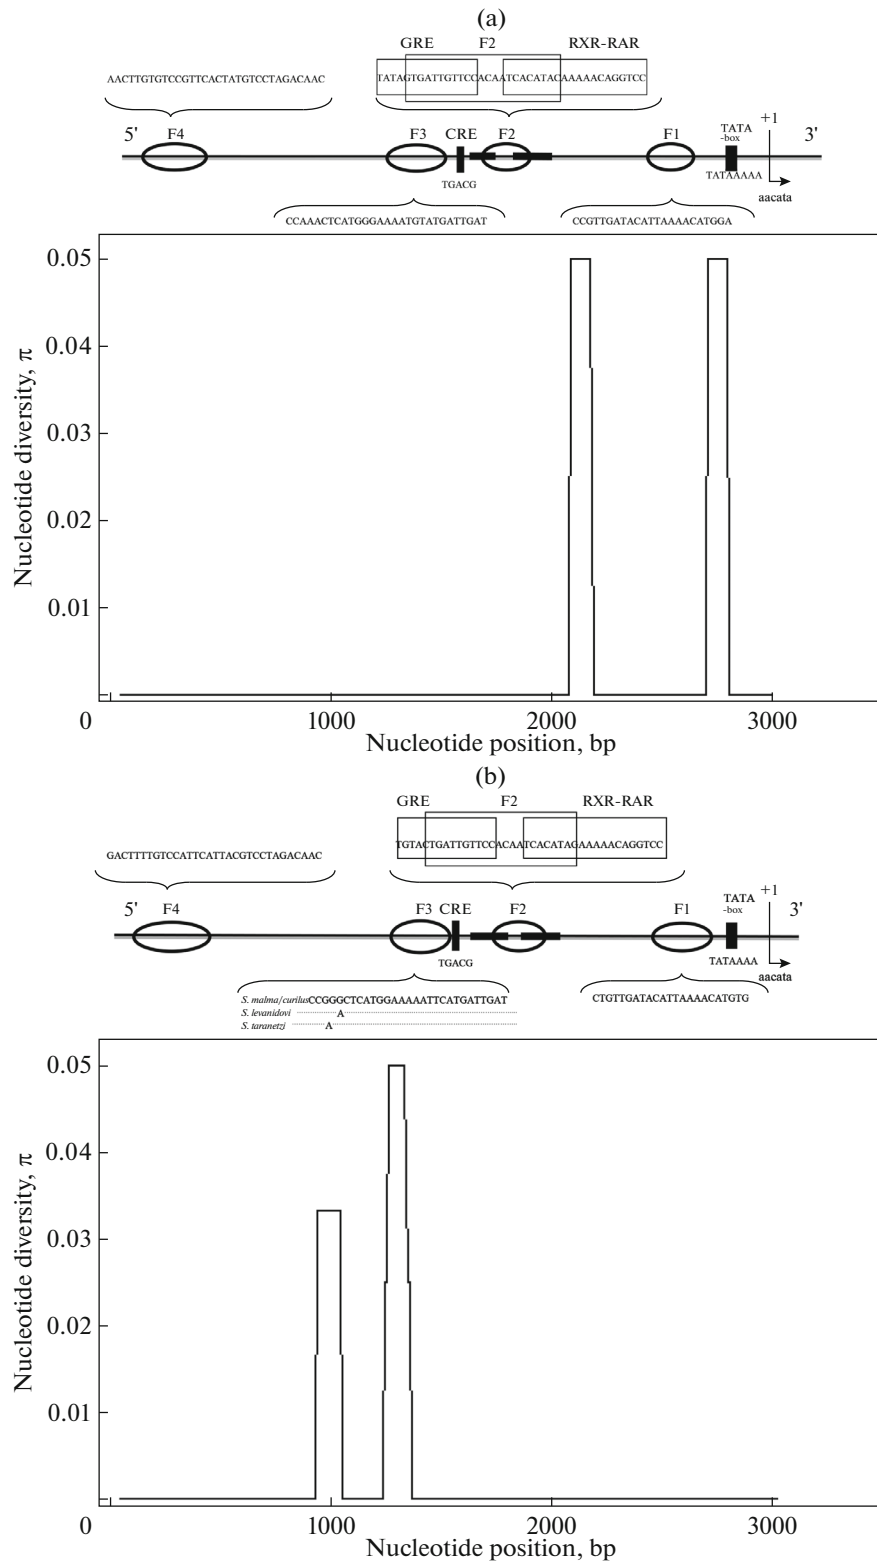 (a)
GRE F2 RXR-RAR
AACTTGTGTCCGTTCACTATGTCCTAGACAAC
TATAGTGATTGTTCCACAATCACATACAAAAACAGGTCC
5' F4 F3 CRE F2 F1 TATA -box +1 3'
TGACG
TATAAAAA
aacata
CCAAACTCATGGGAAAATGTATGATTGAT
CCGTTGATACATTAAAACATGGA
Nucleotide diversity, π
0.05
0.04
0.03
0.02
0.01
0 1000 2000 3000
Nucleotide position, bp
(b)
GRE F2 RXR-RAR
TGTACTGATTGTTCCACAATCACATAGAAAAACAGGTCC
GACTTTTGTCCATTCATTACGTCCTAGACAAC
5' F4 F3 CRE F2 F1 TATA -box +1 3'
TGACG
TATAAAA
aacata
S. malma/curilusCCGGGCTCATGGAAAAATTCATGATTGAT
S. levanidovi A
S. taranetzi A
CTGTTGATACATTAAAACATGTG
Nucleotide diversity, π
0.05
0.04
0.03
0.02
0.01
0 1000 2000 3000
Nucleotide position, bp